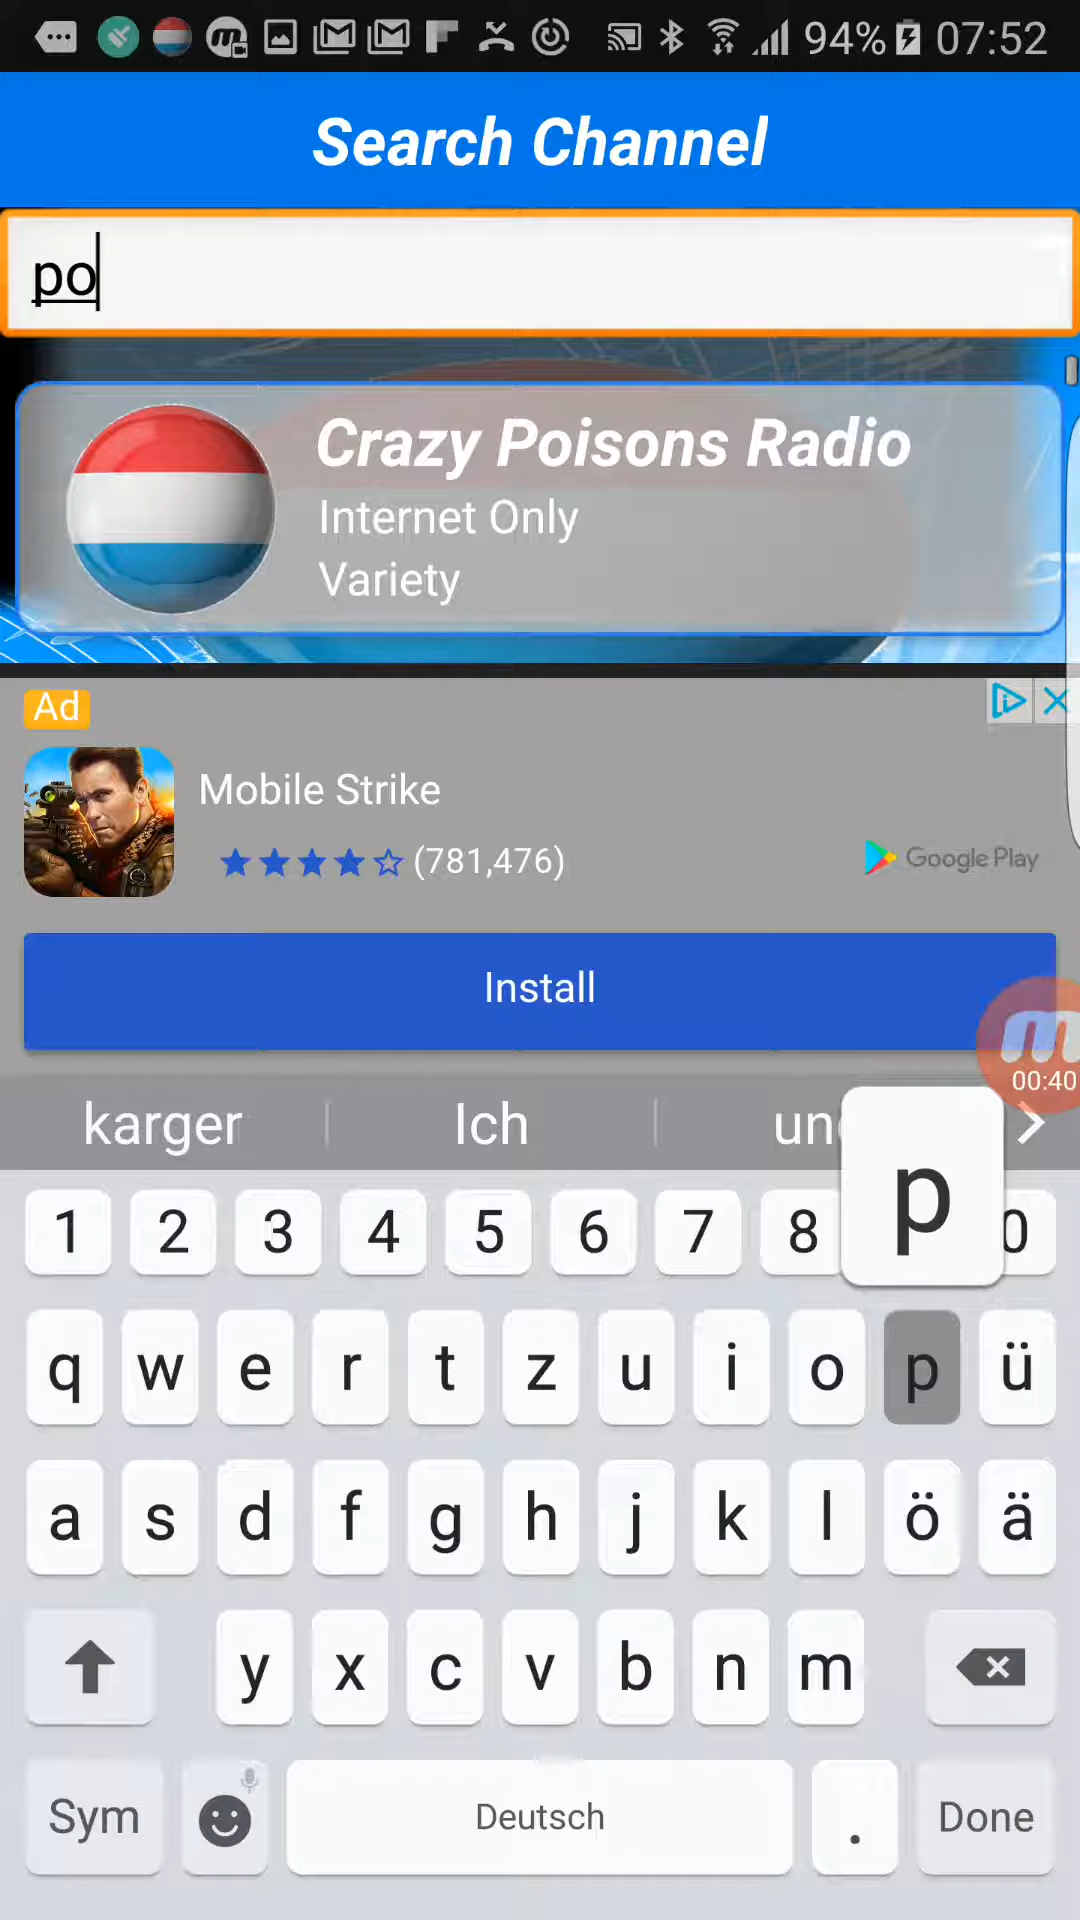 94% 07:52
Search Channel
po
Crazy Poisons Radio
Internet Only
Variety
Ad
Mobile Strike
(781,476)
Google Play
Install
00:40
karger Ich
p
1 2 3 4 5 6 7 8 0
q w e r t z u i o p ü
a s d f g h j k l ö ä
y x c v b n m
Sym Deutsch . Done